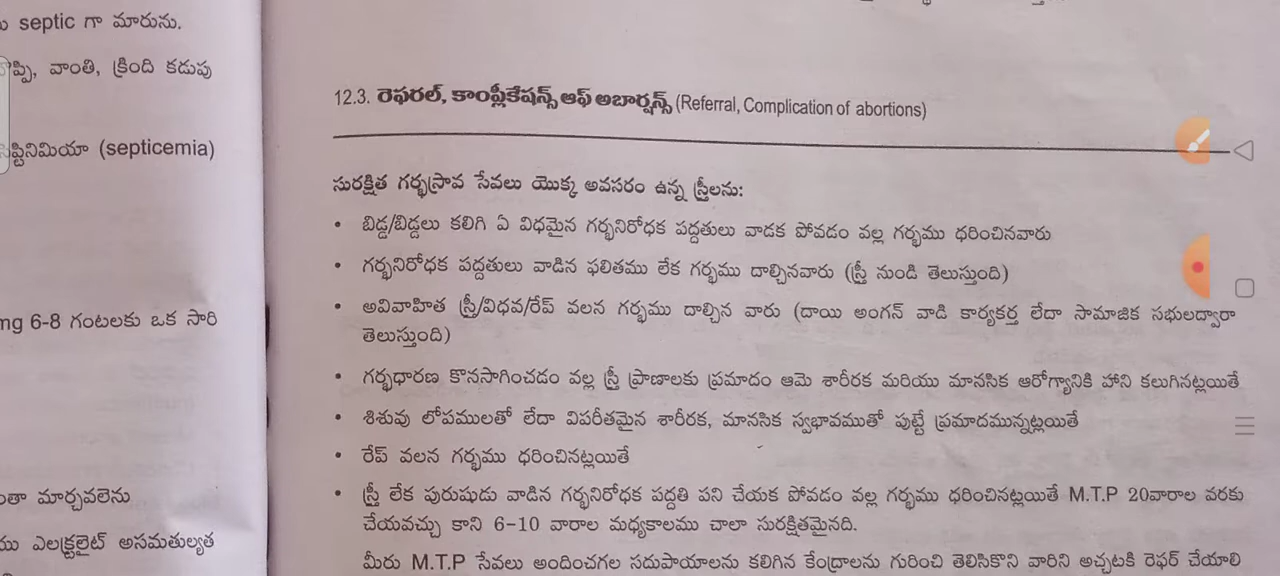 septic గా మారును.
వాంతి, క్రింది కడుపు
(septicemia)
mg 6-8 గంటలకు ఒక సారి
మార్చవలెను
ఎలక్ట్రలైట్ అసమతుల్యత
12.3. రెఫరల్, కాంప్లీకేషన్స్ ఆఫ్ అబార్షన్స్ (Referral, Complication of abortions)
సురక్షిత గర్భస్రావ సేవలు యొక్క అవసరం ఉన్న స్త్రీలను:
• బిడ్డ/బిడ్డలు కలిగి ఏ విధమైన గర్భనిరోధక పద్దతులు వాడక పోవడం వల్ల గర్భము ధరించినవారు
• గర్భనిరోధక పద్దతులు వాడిన ఫలితము లేక గర్భము దాల్చినవారు (స్త్రీ నుండి తెలుస్తుంది)
• అవివాహిత స్త్రీ/విధవ/రేప్ వలన గర్భము దాల్చిన వారు (దాయి అంగన్ వాడి కార్యకర్త లేదా సామాజిక సభులద్వారా
తెలుస్తుంది)
• గర్భధారణ కొనసాగించడం వల్ల స్త్రీ ప్రాణాలకు ప్రమాదం ఆమె శారీరక మరియు మానసిక ఆరోగ్యానికి హాని కలుగినట్లయితే
• శిశువు లోపములతో లేదా విపరీతమైన శారీరక, మానసిక స్వభావముతో పుట్టే ప్రమాదమున్నట్లయితే
• రేప్ వలన గర్భము ధరించినట్లయితే
• స్త్రీ లేక పురుషుడు వాడిన గర్భనిరోధక పద్దతి పని చేయక పోవడం వల్ల గర్భము ధరించినట్లయితే M.T.P 20వారాల వరకు
చేయవచ్చు కాని 6-10 వారాల మధ్యకాలము చాలా సురక్షితమైనది.
మీరు M.T.P సేవలు అందించగల సదుపాయాలను కలిగిన కేంద్రాలను గురించి తెలిసికొని వారిని అచ్చటకి రెఫర్ చేయాలి